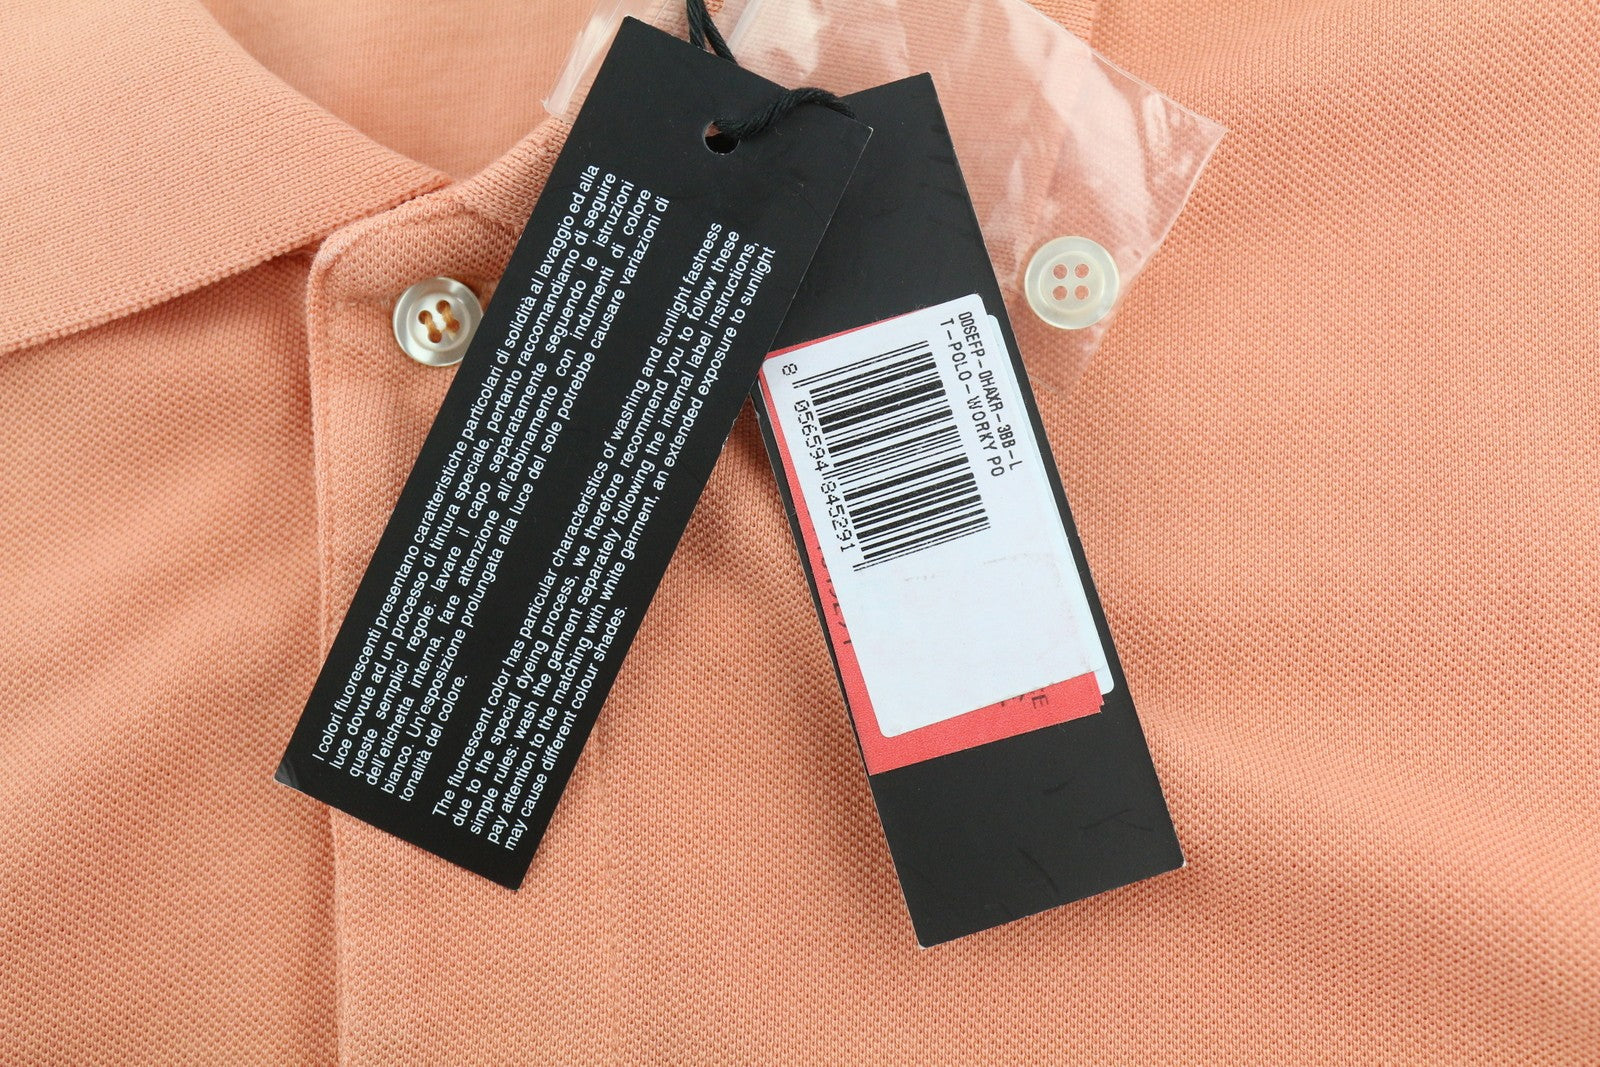 I colori fluorescenti presentano caratteristiche particolari di solidità al lavaggio ed alla
luce dovute ad un processo di tintura speciale, pertanto raccomandiamo di seguire
queste semplici regole: lavare il capo separatamente seguendo le istruzioni
dell'etichetta interna, fare attenzione all'abbinamento con indumenti di colore
bianco. Un'esposizione prolungata alla luce del sole potrebbe causare variazioni di
tonalità del colore.
The fluorescent color has particular characteristics of washing and sunlight fastness
due to the special dyeing process, we therefore recommend you to follow these
simple rules: wash the garment separately following the internal label instructions,
pay attention to the matching with white garment, an extended exposure to sunlight
may cause different colour shades.
00SEFP-0HAXR-3BB-L
T-POLO-WORKY PO
8 056594 845291